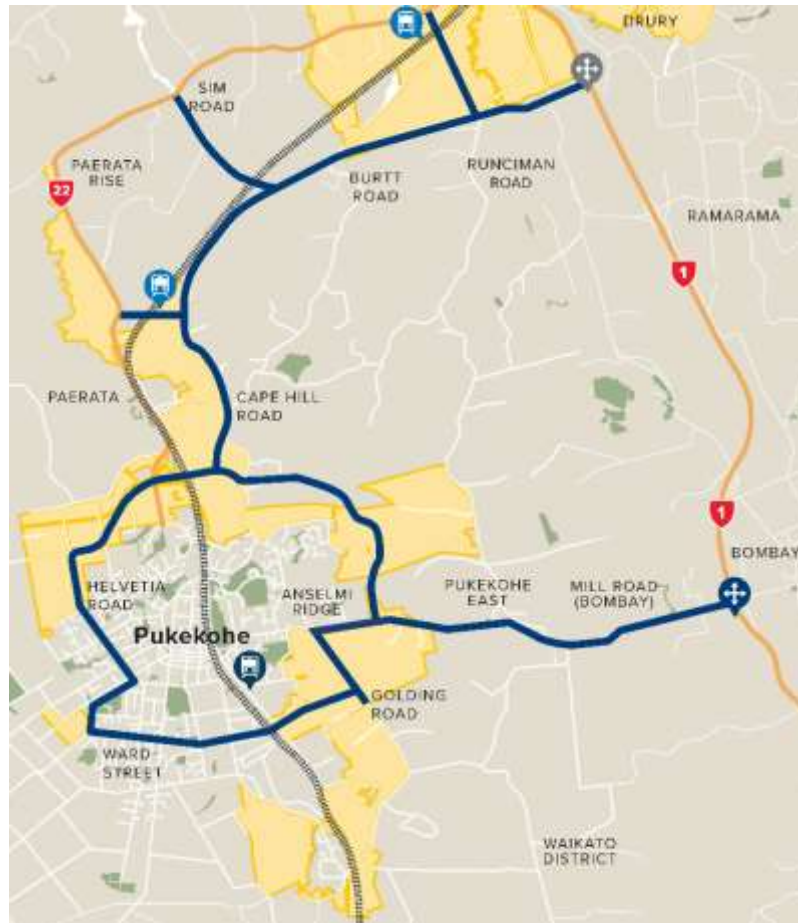 DRURY
SIM
ROAD
PAERATA
RISE
22
BURTT
ROAD
RUNCIMAN
ROAD
RAMARAMA
1
PAERATA
CAPE HILL
ROAD
1
BOMBAY
HELVETIA
ROAD
ANSELMI
RIDGE
PUKEKOHE
EAST
MILL ROAD
(BOMBAY)
Pukekohe
GOLDING
ROAD
WARD
STREET
WAIKATO
DISTRICT